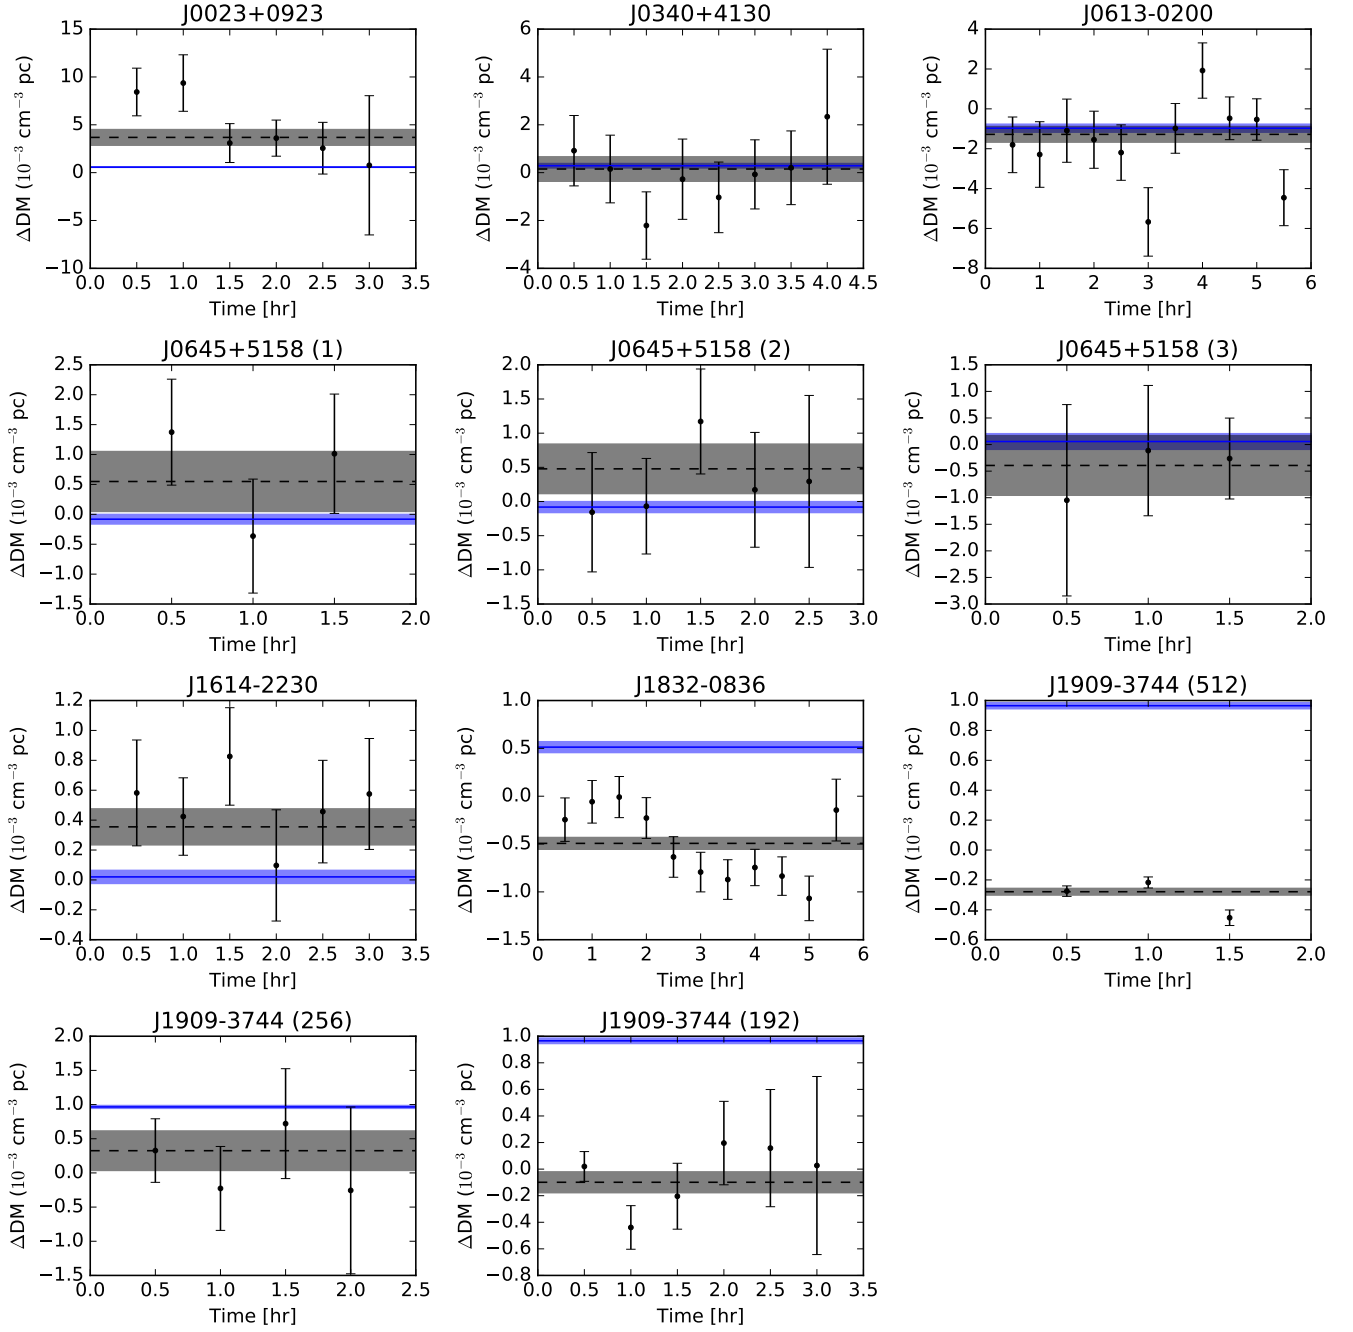 J0023+0923
15
10
5
0
−5
−10
ΔDM (10⁻³ cm⁻³ pc)
0.0 0.5 1.0 1.5 2.0 2.5 3.0 3.5
Time [hr]
J0340+4130
6
4
2
0
−2
−4
ΔDM (10⁻³ cm⁻³ pc)
0.0 0.5 1.0 1.5 2.0 2.5 3.0 3.5 4.0 4.5
Time [hr]
J0613-0200
4
2
0
−2
−4
−6
−8
ΔDM (10⁻³ cm⁻³ pc)
0 1 2 3 4 5 6
Time [hr]
J0645+5158 (1)
2.5
2.0
1.5
1.0
0.5
0.0
−0.5
−1.0
−1.5
ΔDM (10⁻³ cm⁻³ pc)
0.0 0.5 1.0 1.5 2.0
Time [hr]
J0645+5158 (2)
2.0
1.5
1.0
0.5
0.0
−0.5
−1.0
−1.5
ΔDM (10⁻³ cm⁻³ pc)
0.0 0.5 1.0 1.5 2.0 2.5 3.0
Time [hr]
J0645+5158 (3)
1.5
1.0
0.5
0.0
−0.5
−1.0
−1.5
−2.0
−2.5
−3.0
ΔDM (10⁻³ cm⁻³ pc)
0.0 0.5 1.0 1.5 2.0
Time [hr]
J1614-2230
1.2
1.0
0.8
0.6
0.4
0.2
0.0
−0.2
−0.4
ΔDM (10⁻³ cm⁻³ pc)
0.0 0.5 1.0 1.5 2.0 2.5 3.0 3.5
Time [hr]
J1832-0836
1.0
0.5
0.0
−0.5
−1.0
−1.5
ΔDM (10⁻³ cm⁻³ pc)
0 1 2 3 4 5 6
Time [hr]
J1909-3744 (512)
1.0
0.8
0.6
0.4
0.2
0.0
−0.2
−0.4
−0.6
ΔDM (10⁻³ cm⁻³ pc)
0.0 0.5 1.0 1.5 2.0
Time [hr]
J1909-3744 (256)
2.0
1.5
1.0
0.5
0.0
−0.5
−1.0
−1.5
ΔDM (10⁻³ cm⁻³ pc)
0.0 0.5 1.0 1.5 2.0 2.5
Time [hr]
J1909-3744 (192)
1.0
0.8
0.6
0.4
0.2
0.0
−0.2
−0.4
−0.6
−0.8
ΔDM (10⁻³ cm⁻³ pc)
0.0 0.5 1.0 1.5 2.0 2.5 3.0 3.5
Time [hr]